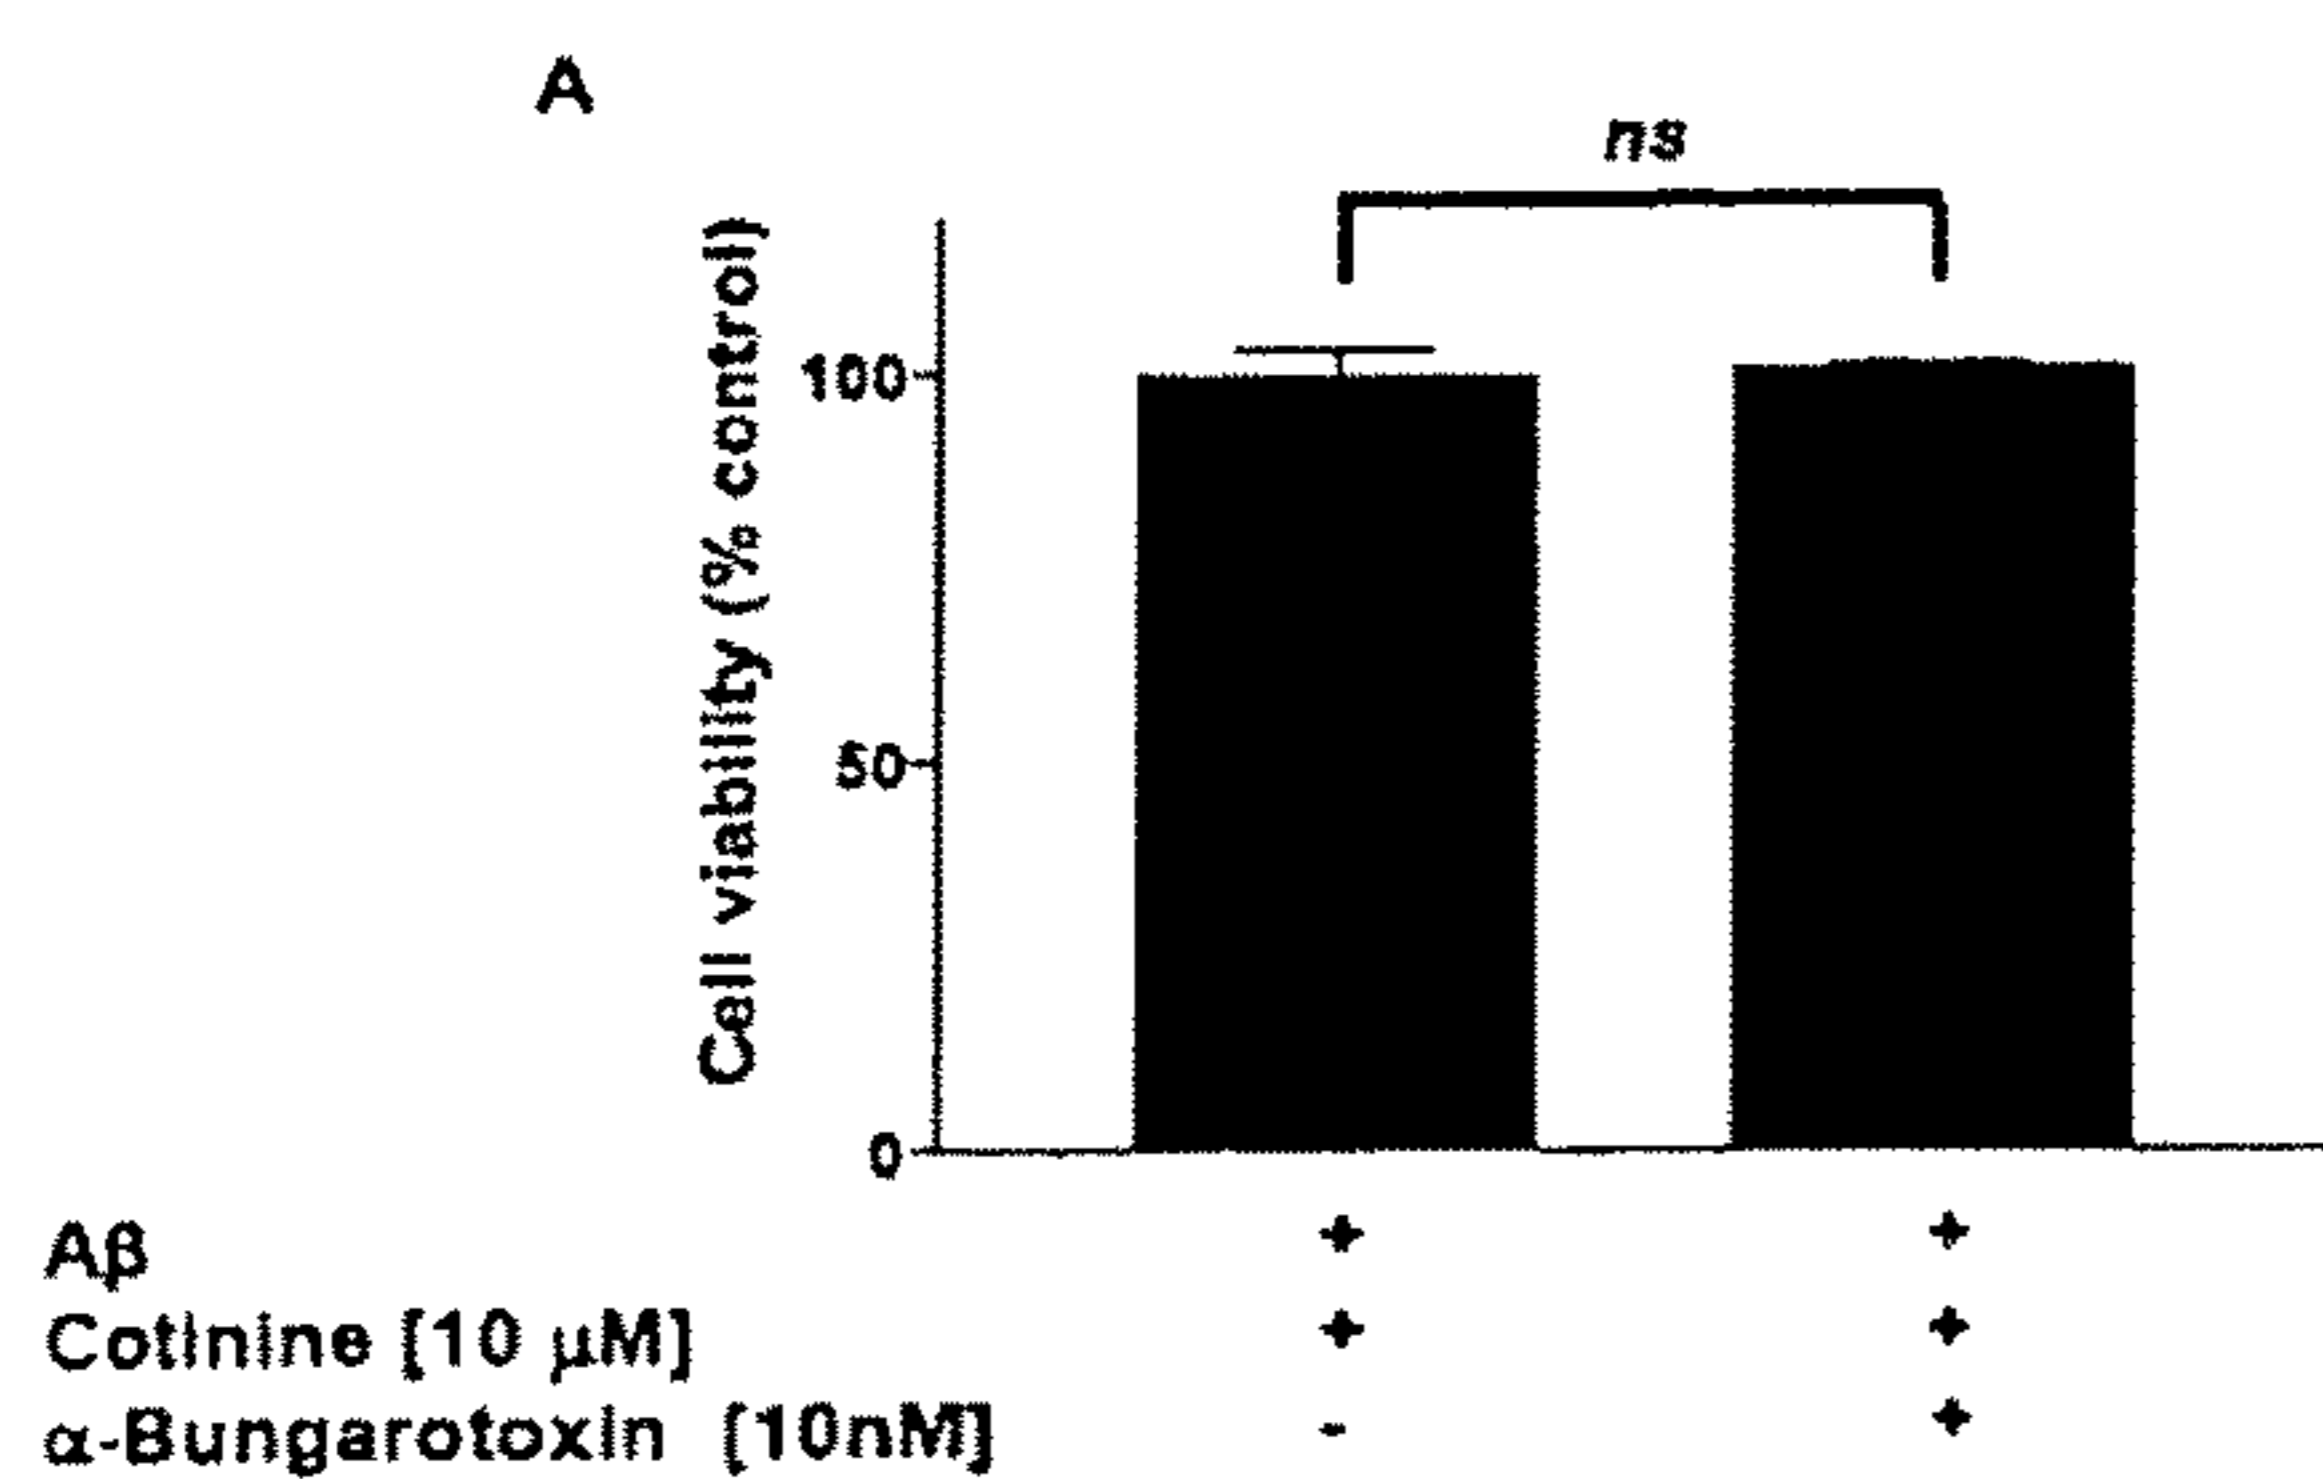 A
ns
Cell viability (% control)
100
50
0
Aβ + +
Cotinine [10 μM] + +
α-Bungarotoxin [10nM] - +